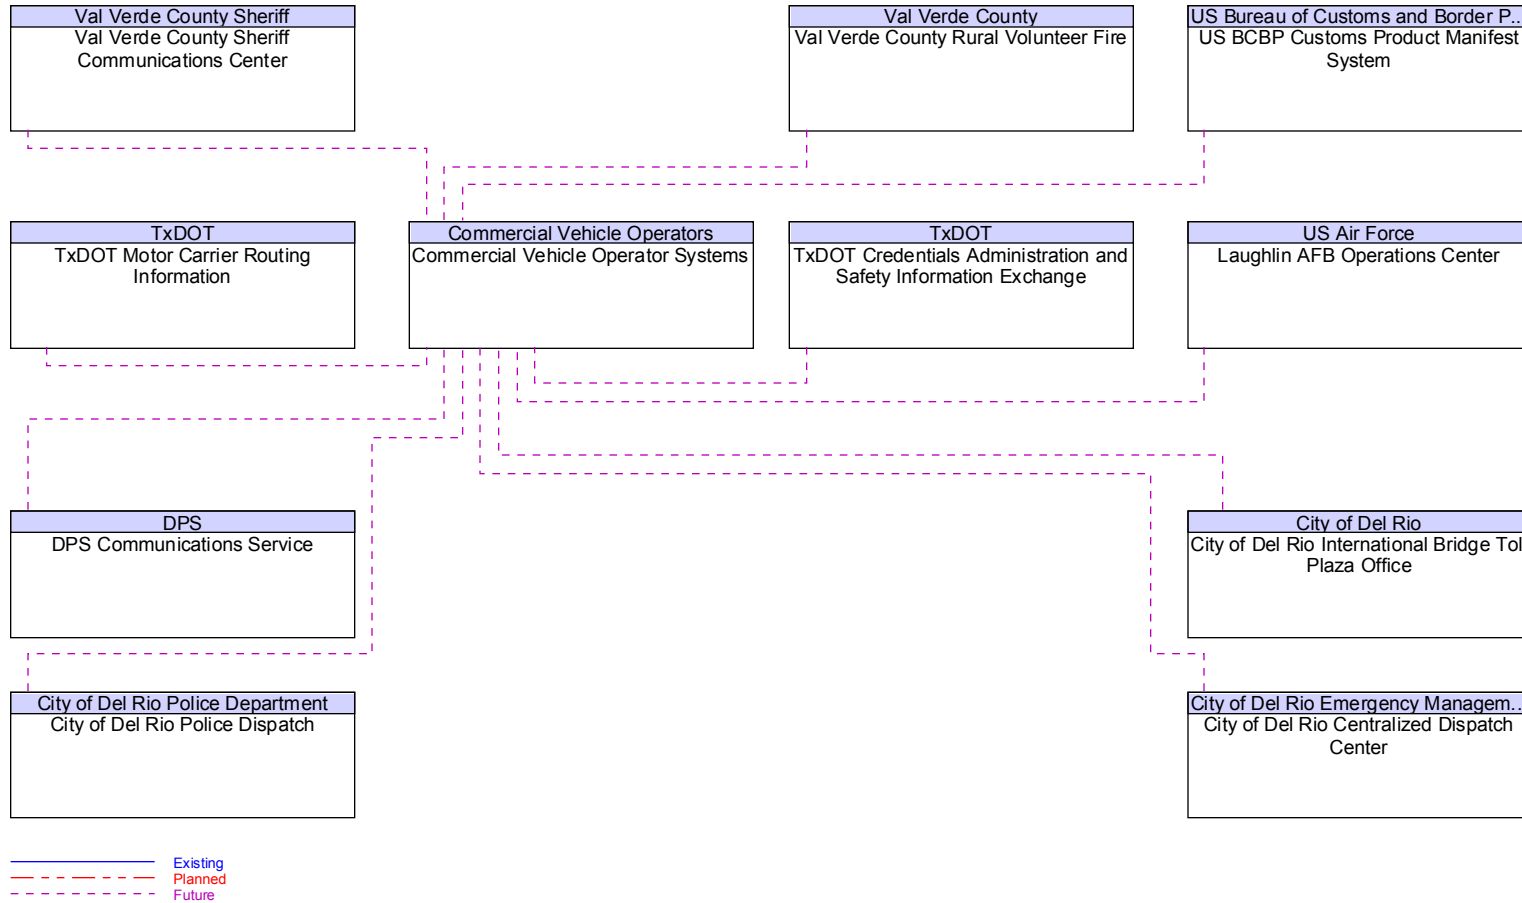 Val Verde County Sheriff
Val Verde County Sheriff
Communications Center
Val Verde County
Val Verde County Rural Volunteer Fire
US Bureau of Customs and Border P...
US BCBP Customs Product Manifest
System
TxDOT
TxDOT Motor Carrier Routing
Information
Commercial Vehicle Operators
Commercial Vehicle Operator Systems
TxDOT
TxDOT Credentials Administration and
Safety Information Exchange
US Air Force
Laughlin AFB Operations Center
DPS
DPS Communications Service
City of Del Rio
City of Del Rio International Bridge Tol
Plaza Office
City of Del Rio Police Department
City of Del Rio Police Dispatch
City of Del Rio Emergency Managem...
City of Del Rio Centralized Dispatch
Center
Existing
Planned
Future